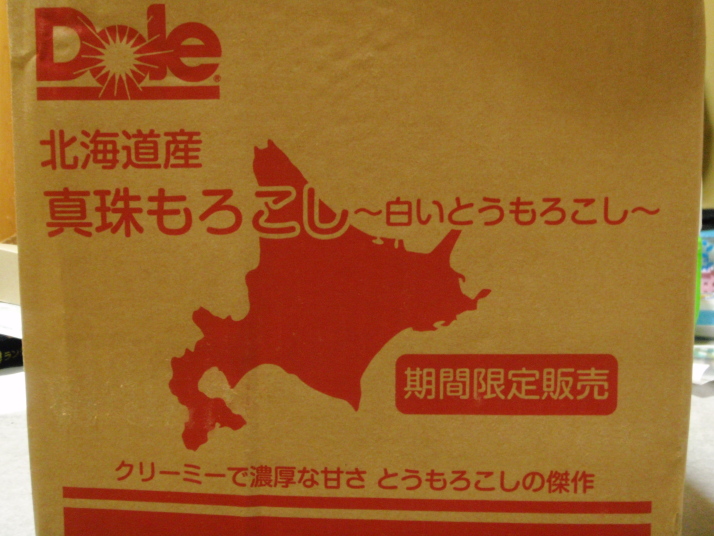 Dole
北海道産
真珠もろこし〜白いとうもろこし〜
期間限定販売
クリーミーで濃厚な甘さ とうもろこしの傑作